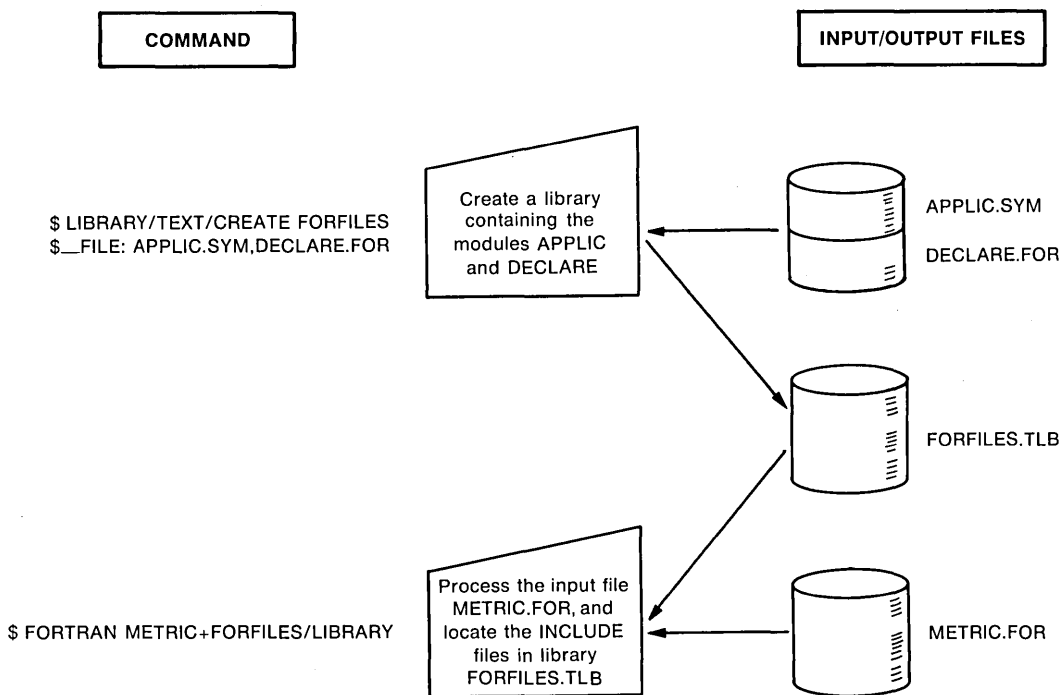 COMMAND
INPUT/OUTPUT FILES
$ LIBRARY/TEXT/CREATE FORFILES
$__FILE: APPLIC.SYM,DECLARE.FOR
Create a library
containing the
modules APPLIC
and DECLARE
APPLIC.SYM
DECLARE.FOR
FORFILES.TLB
$ FORTRAN METRIC+FORFILES/LIBRARY
Process the input file
METRIC.FOR, and
locate the INCLUDE
files in library
FORFILES.TLB
METRIC.FOR